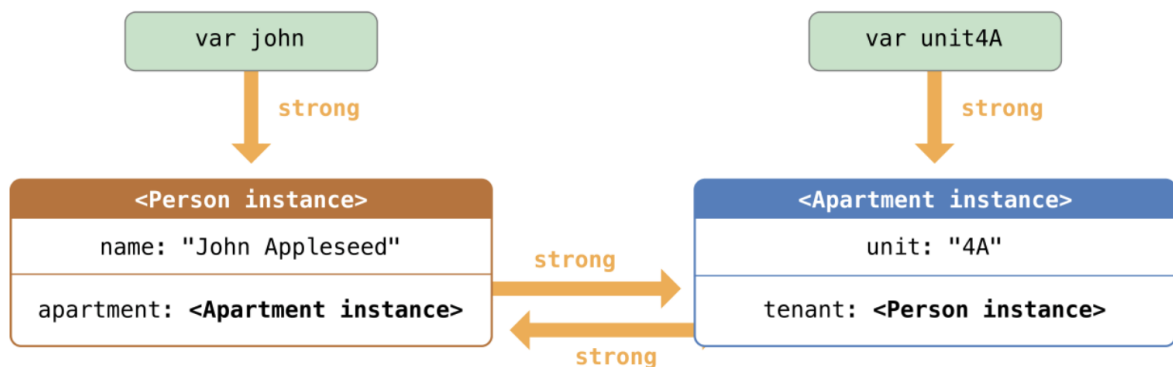 var john
var unit4A
strong
strong
<Person instance>
<Apartment instance>
name: "John Appleseed"
unit: "4A"
strong
apartment: <Apartment instance>
tenant: <Person instance>
strong